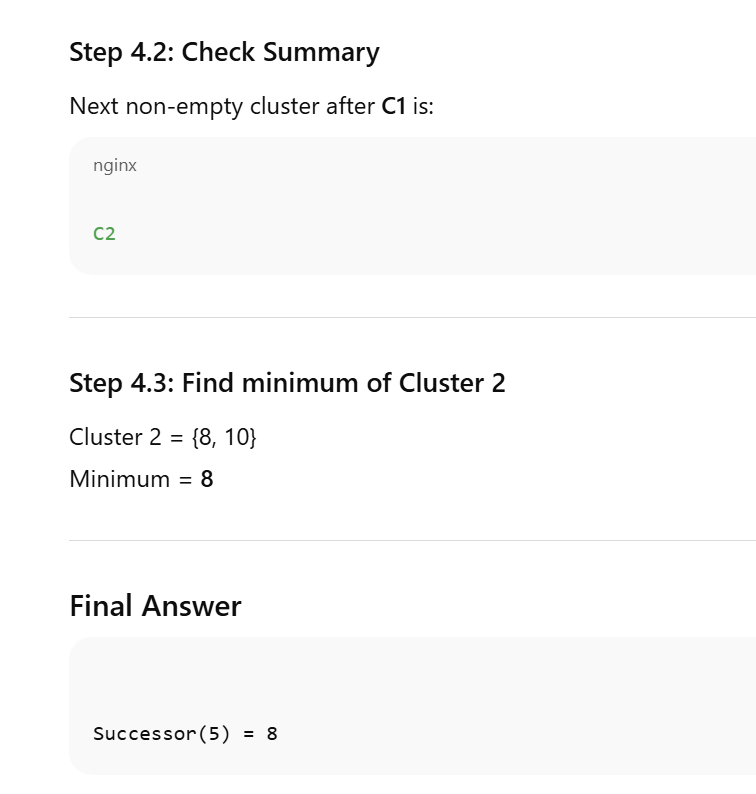 Step 4.2: Check Summary
Next non-empty cluster after C1 is:
nginx
C2
Step 4.3: Find minimum of Cluster 2
Cluster 2 = {8, 10}
Minimum = 8
Final Answer
Successor(5) = 8